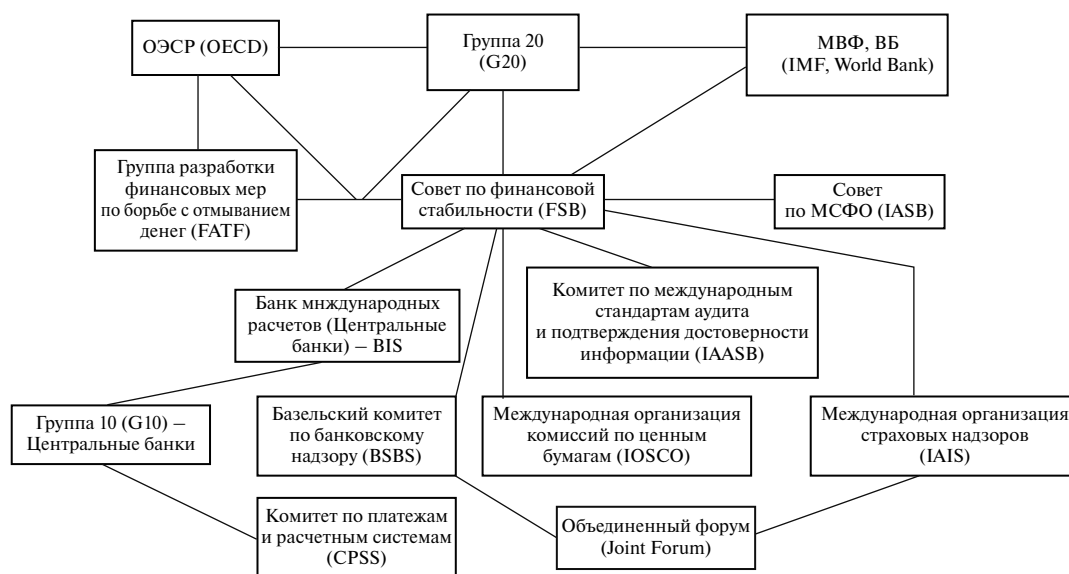 ОЭСР (OECD)
Группа 20
(G20)
МВФ, ВБ
(IMF, World Bank)
Группа разработки
финансовых мер
по борьбе с отмыванием
денег (FATF)
Совет по финансовой
стабильности (FSB)
Совет
по МСФО (IASB)
Банк мнждународных
расчетов (Центральные
банки) – BIS
Комитет по международным
стандартам аудита
и подтверждения достоверности
информации (IAASB)
Группа 10 (G10) –
Центральные банки
Базельский комитет
по банковскому
надзору (BSBS)
Международная организация
комиссий по ценным
бумагам (IOSCO)
Международная организация
страховых надзоров
(IAIS)
Комитет по платежам
и расчетным системам
(CPSS)
Объединенный форум
(Joint Forum)